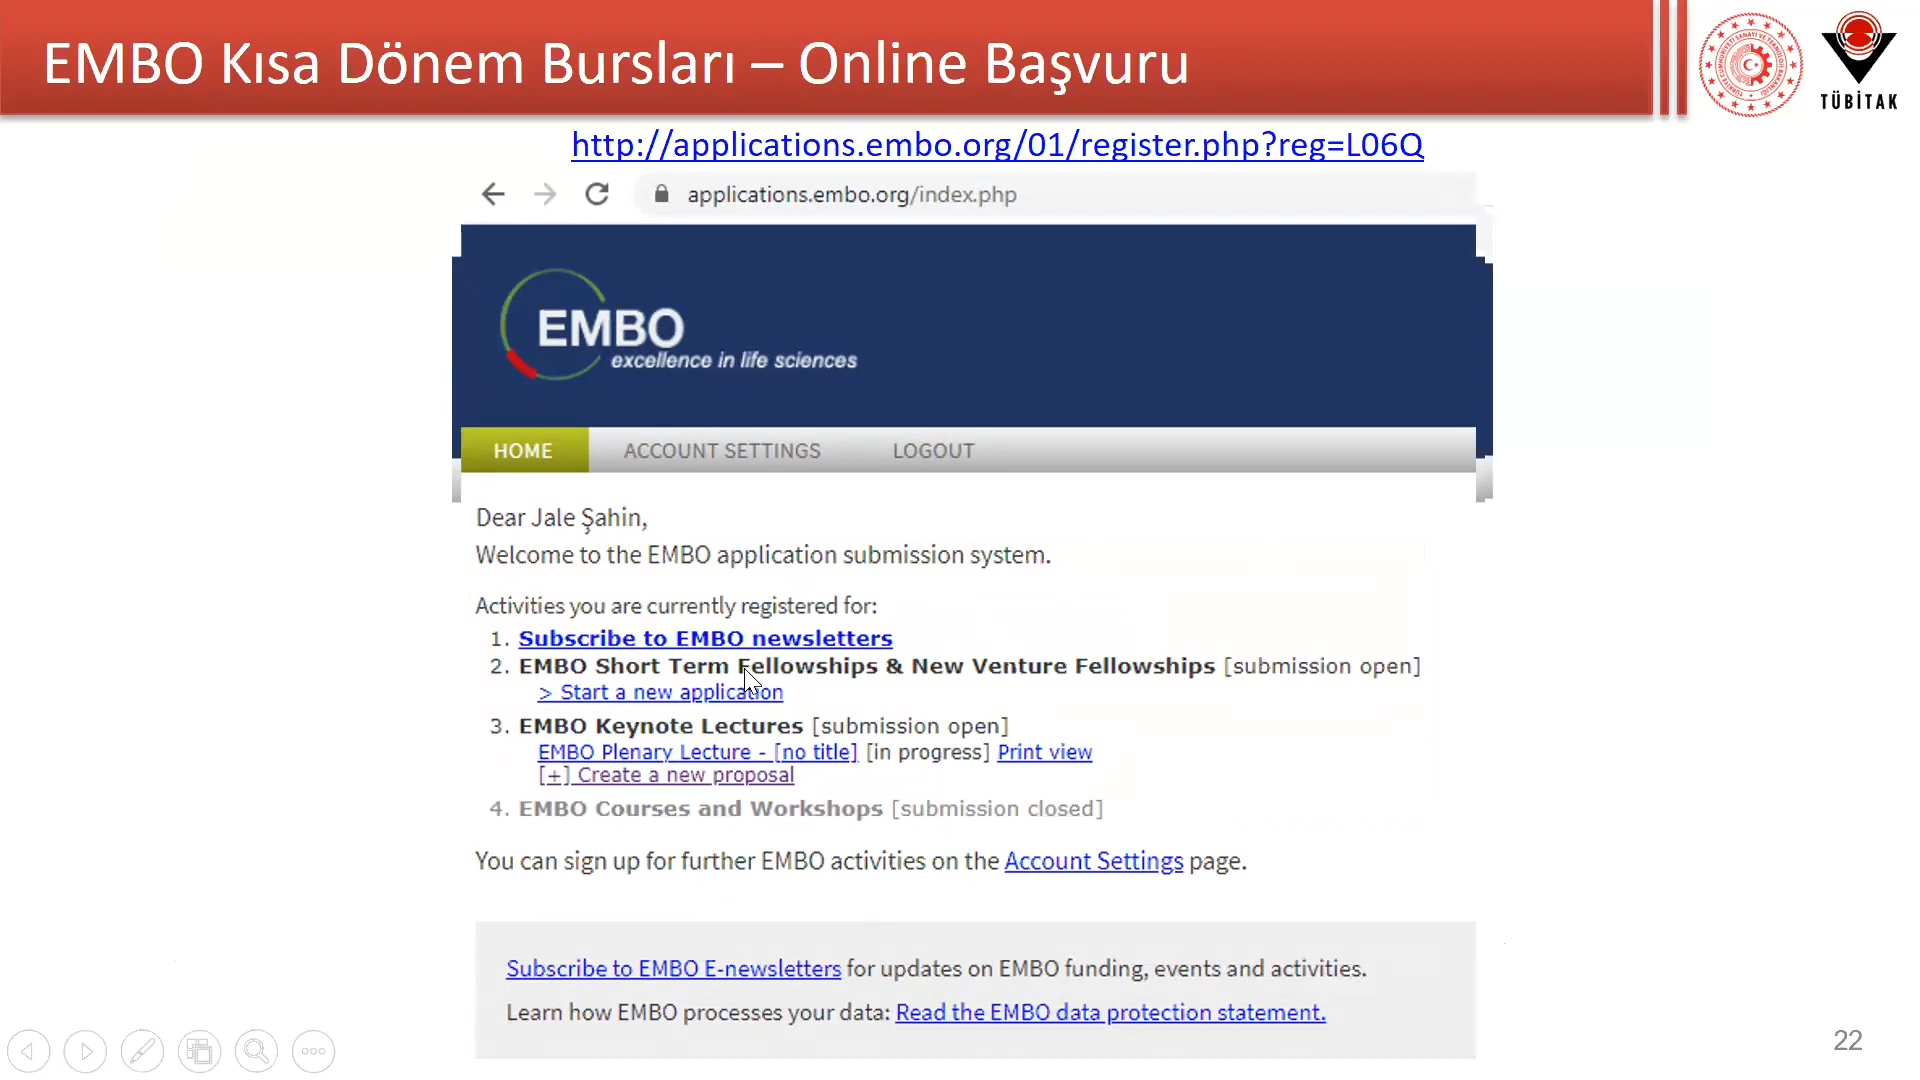 EMBO Kısa Dönem Bursları – Online Başvuru
TÜBİTAK
http://applications.embo.org/01/register.php?reg=L06Q
applications.embo.org/index.php
EMBO
excellence in life sciences
HOME ACCOUNT SETTINGS LOGOUT
Dear Jale Şahin,
Welcome to the EMBO application submission system.
Activities you are currently registered for:
1. Subscribe to EMBO newsletters
2. EMBO Short Term Fellowships & New Venture Fellowships [submission open]
> Start a new application
3. EMBO Keynote Lectures [submission open]
EMBO Plenary Lecture - [no title] [in progress] Print view
[+] Create a new proposal
4. EMBO Courses and Workshops [submission closed]
You can sign up for further EMBO activities on the Account Settings page.
Subscribe to EMBO E-newsletters for updates on EMBO funding, events and activities.
Learn how EMBO processes your data: Read the EMBO data protection statement.
22